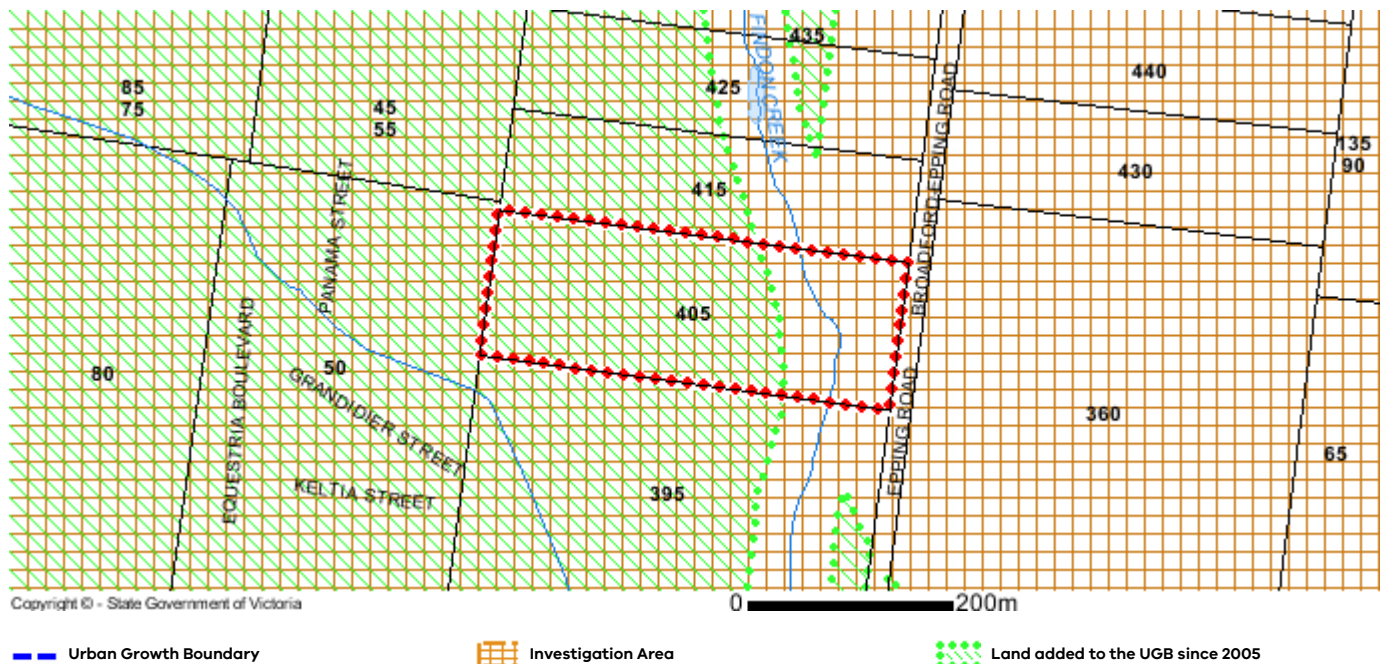 435
440
85
75
425
FINDON CREEK
45
55
BROADFORD-EPPING ROAD
135
90
430
415
PANAMA STREET
405
EQUESTRIA BOULEVARD
80
50
GRANDIDIER STREET
EPPING ROAD
360
65
KELTIA STREET
395
Copyright © - State Government of Victoria
0 200m
Urban Growth Boundary
Investigation Area
Land added to the UGB since 2005